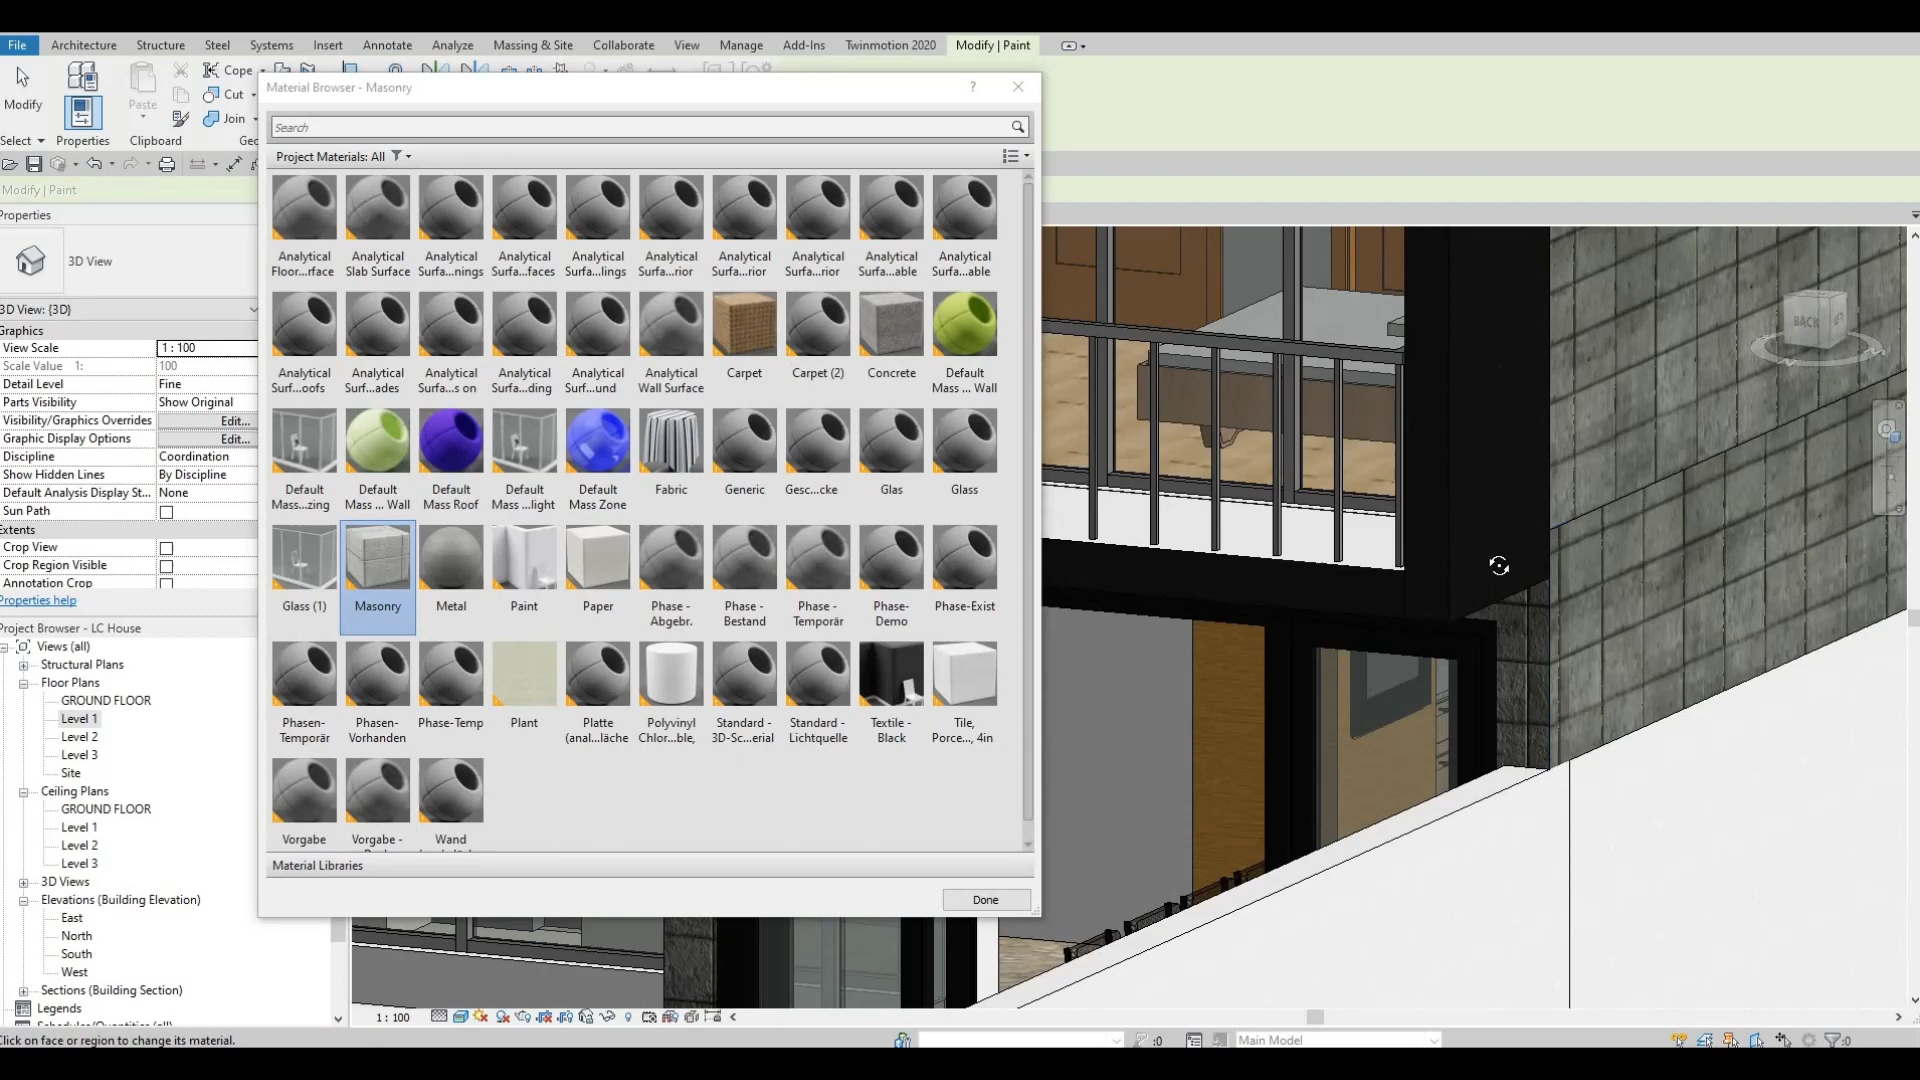 File Architecture Structure Steel Systems Insert Annotate Analyze Massing & Site Collaborate View Manage Add-Ins Twinmotion 2020 Modify | Paint
Modify Paste Cope Cut Join
Select Properties Clipboard Geo
Modify | Paint
Material Browser - Masonry ?
Search
Project Materials: All
Properties
3D View
3D View: {3D}
Graphics
View Scale 1 : 100
Scale Value 1: 100
Detail Level Fine
Parts Visibility Show Original
Visibility/Graphics Overrides Edit...
Graphic Display Options Edit...
Discipline Coordination
Show Hidden Lines By Discipline
Default Analysis Display St... None
Sun Path
Extents
Crop View
Crop Region Visible
Annotation Crop
Properties help
Project Browser - LC House
Views (all)
Structural Plans
Floor Plans
GROUND FLOOR
Level 1
Level 2
Level 3
Site
Ceiling Plans
GROUND FLOOR
Level 1
Level 2
Level 3
3D Views
Elevations (Building Elevation)
East
North
South
West
Sections (Building Section)
Legends
Schedules/Quantities (all)
Analytical Analytical Analytical Analytical Analytical Analytical Analytical Analytical Analytical Analytical
Floor...rface Slab Surface Surfa...nings Surfa...faces Surfa...lings Surfa...rior Surfa...rior Surfa...rior Surfa...able Surfa...able
Analytical Analytical Analytical Analytical Analytical Analytical Carpet Carpet (2) Concrete Default
Surf...oofs Surf...ades Surfa...s on Surfa...ding Surf...und Wall Surface Mass ... Wall
Default Default Default Default Default Fabric Generic Gesc...cke Glas Glass
Mass...zing Mass ... Wall Mass Roof Mass ...light Mass Zone
Glass (1) Masonry Metal Paint Paper Phase - Phase - Phase - Phase- Phase-Exist
Abgebr. Bestand Temporär Demo
Phasen- Phasen- Phase-Temp Plant Platte Polyvinyl Standard - Standard - Textile - Tile,
Temporär Vorhanden (anal...läche Chlor...ble, 3D-Sc...erial Lichtquelle Black Porce..., 4in
Vorgabe Vorgabe - Wand
Material Libraries
Done
BACK
1 : 100
Click on face or region to change its material. :0 Main Model :0